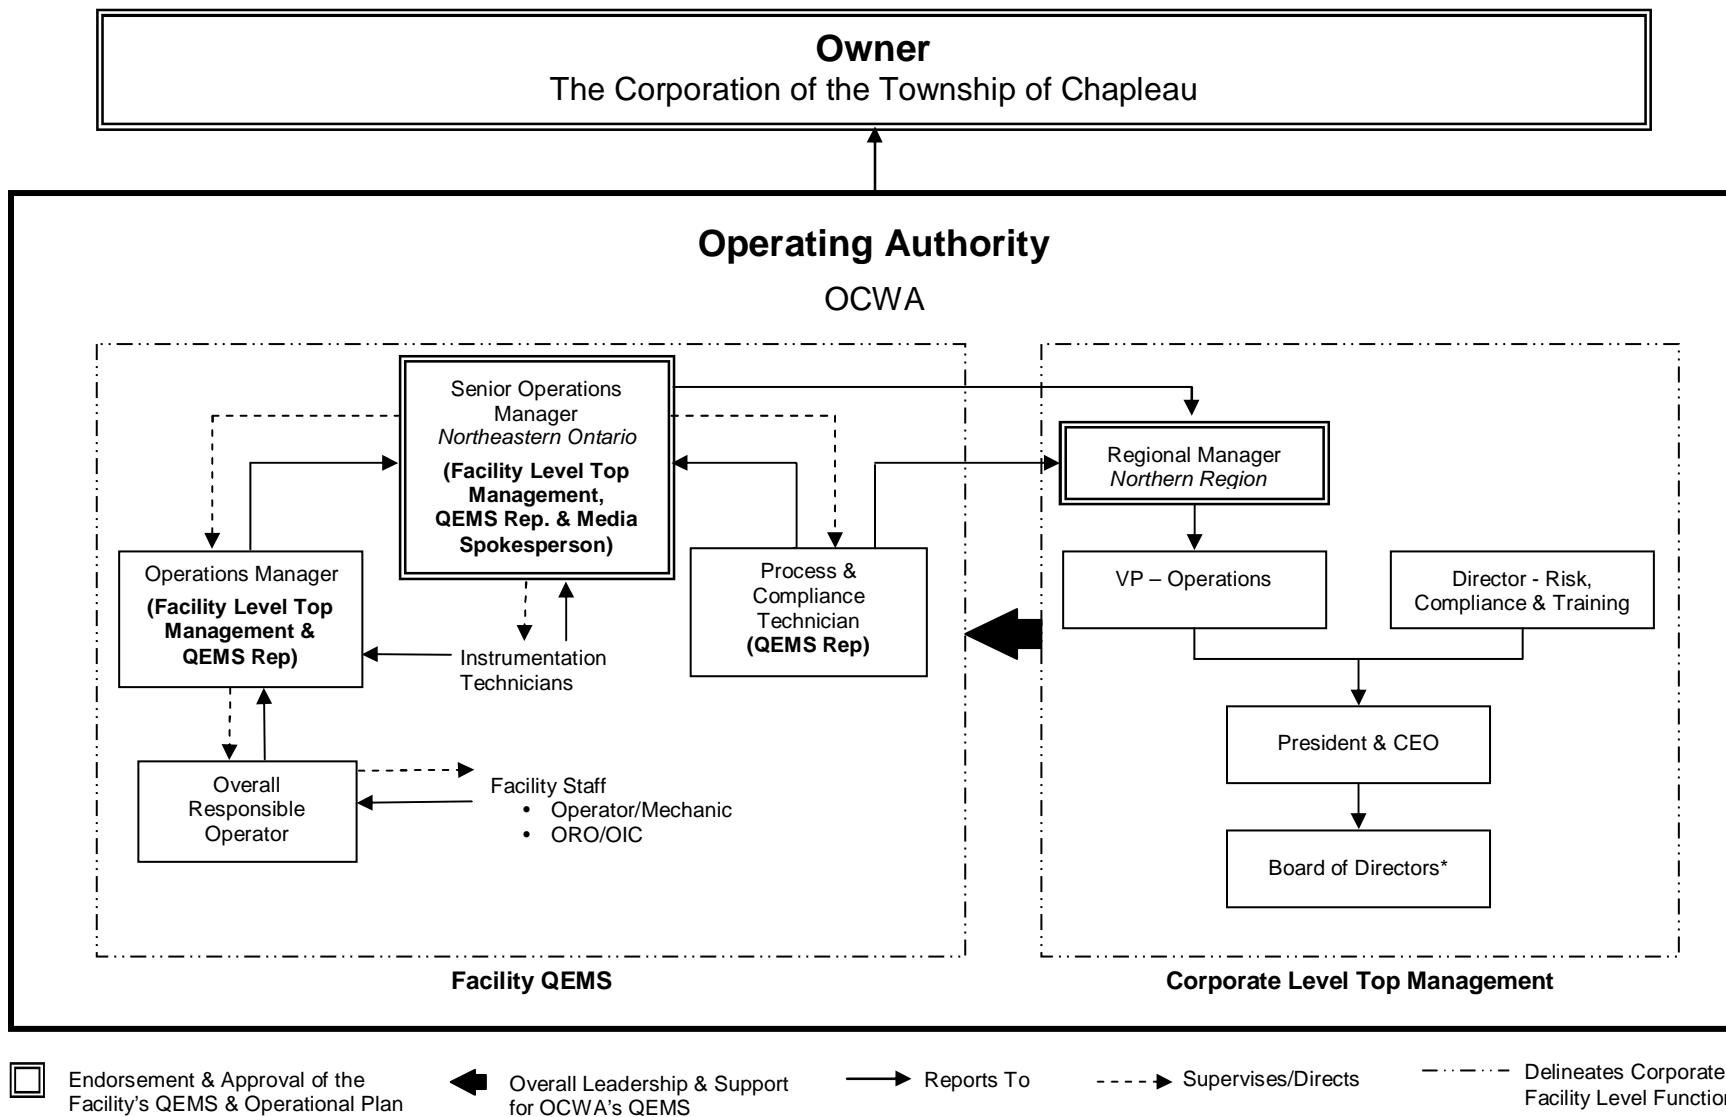 Owner
The Corporation of the Township of Chapleau
Operating Authority
OCWA
Senior Operations
Manager
Northeastern Ontario
(Facility Level Top
Management,
QEMS Rep. & Media
Spokesperson)
Operations Manager
(Facility Level Top
Management &
QEMS Rep)
Instrumentation
Technicians
Process &
Compliance
Technician
(QEMS Rep)
Overall
Responsible
Operator
Facility Staff
• Operator/Mechanic
• ORO/OIC
Facility QEMS
Regional Manager
Northern Region
VP – Operations
Director - Risk,
Compliance & Training
President & CEO
Board of Directors*
Corporate Level Top Management
Endorsement & Approval of the
Facility's QEMS & Operational Plan
Overall Leadership & Support
for OCWA's QEMS
Reports To
Supervises/Directs
Delineates Corporate
Facility Level